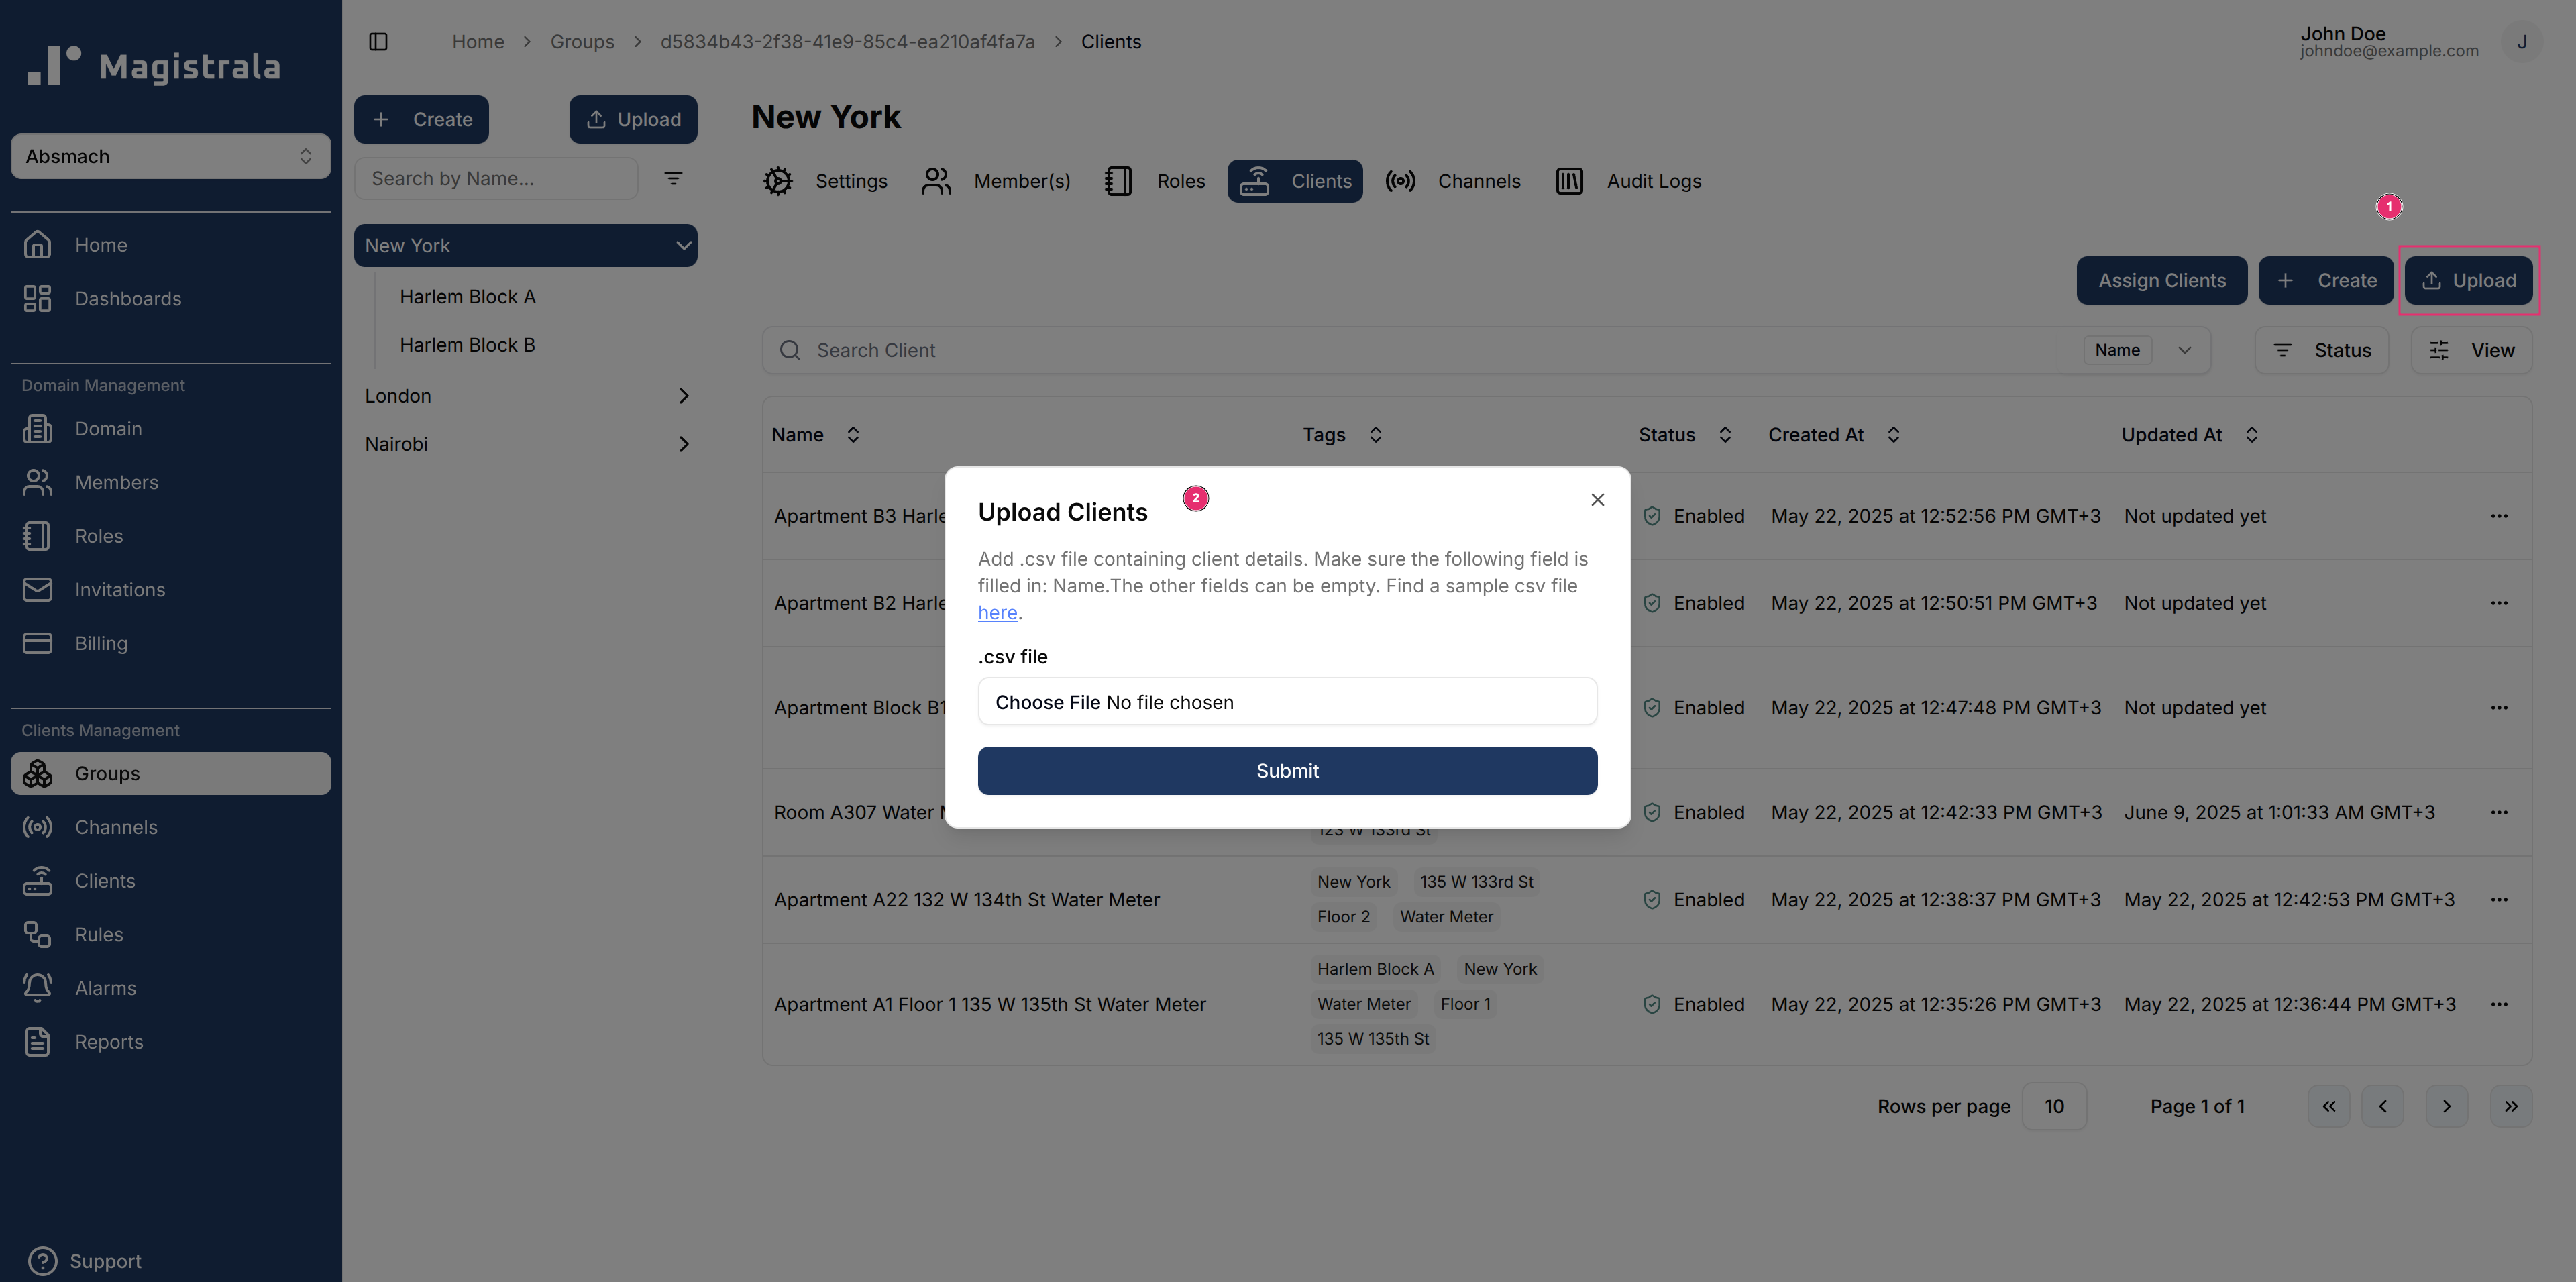 Magistrala
Absmach
Home
Dashboards
Domain Management
Domain
Members
Roles
Invitations
Billing
Clients Management
Groups
Channels
Clients
Rules
Alarms
Reports
Support
Home > Groups > d5834b43-2f38-41e9-85c4-ea210af4fa7a > Clients
John Doe
johndoe@example.com
J
Create
Upload
Search by Name...
New York
Harlem Block A
Harlem Block B
London
Nairobi
New York
Settings Member(s) Roles Clients Channels Audit Logs
1
Assign Clients Create Upload
Search Client Name Status View
Name Tags Status Created At Updated At
Apartment B3 Enabled May 22, 2025 at 12:52:56 PM GMT+3 Not updated yet
Apartment B2 Enabled May 22, 2025 at 12:50:51 PM GMT+3 Not updated yet
Apartment Block Enabled May 22, 2025 at 12:47:48 PM GMT+3 Not updated yet
Room A307 Water Enabled May 22, 2025 at 12:42:33 PM GMT+3 June 9, 2025 at 1:01:33 AM GMT+3
123 W 133rd St
New York 135 W 133rd St
Apartment A22 132 W 134th St Water Meter Enabled May 22, 2025 at 12:38:37 PM GMT+3 May 22, 2025 at 12:42:53 PM GMT+3
Floor 2 Water Meter
Harlem Block A New York
Apartment A1 Floor 1 135 W 135th St Water Meter Water Meter Floor 1 Enabled May 22, 2025 at 12:35:26 PM GMT+3 May 22, 2025 at 12:36:44 PM GMT+3
135 W 135th St
Rows per page 10 Page 1 of 1
Upload Clients
2
Add .csv file containing client details. Make sure the following field is
filled in: Name.The other fields can be empty. Find a sample csv file
here.
.csv file
Choose File No file chosen
Submit